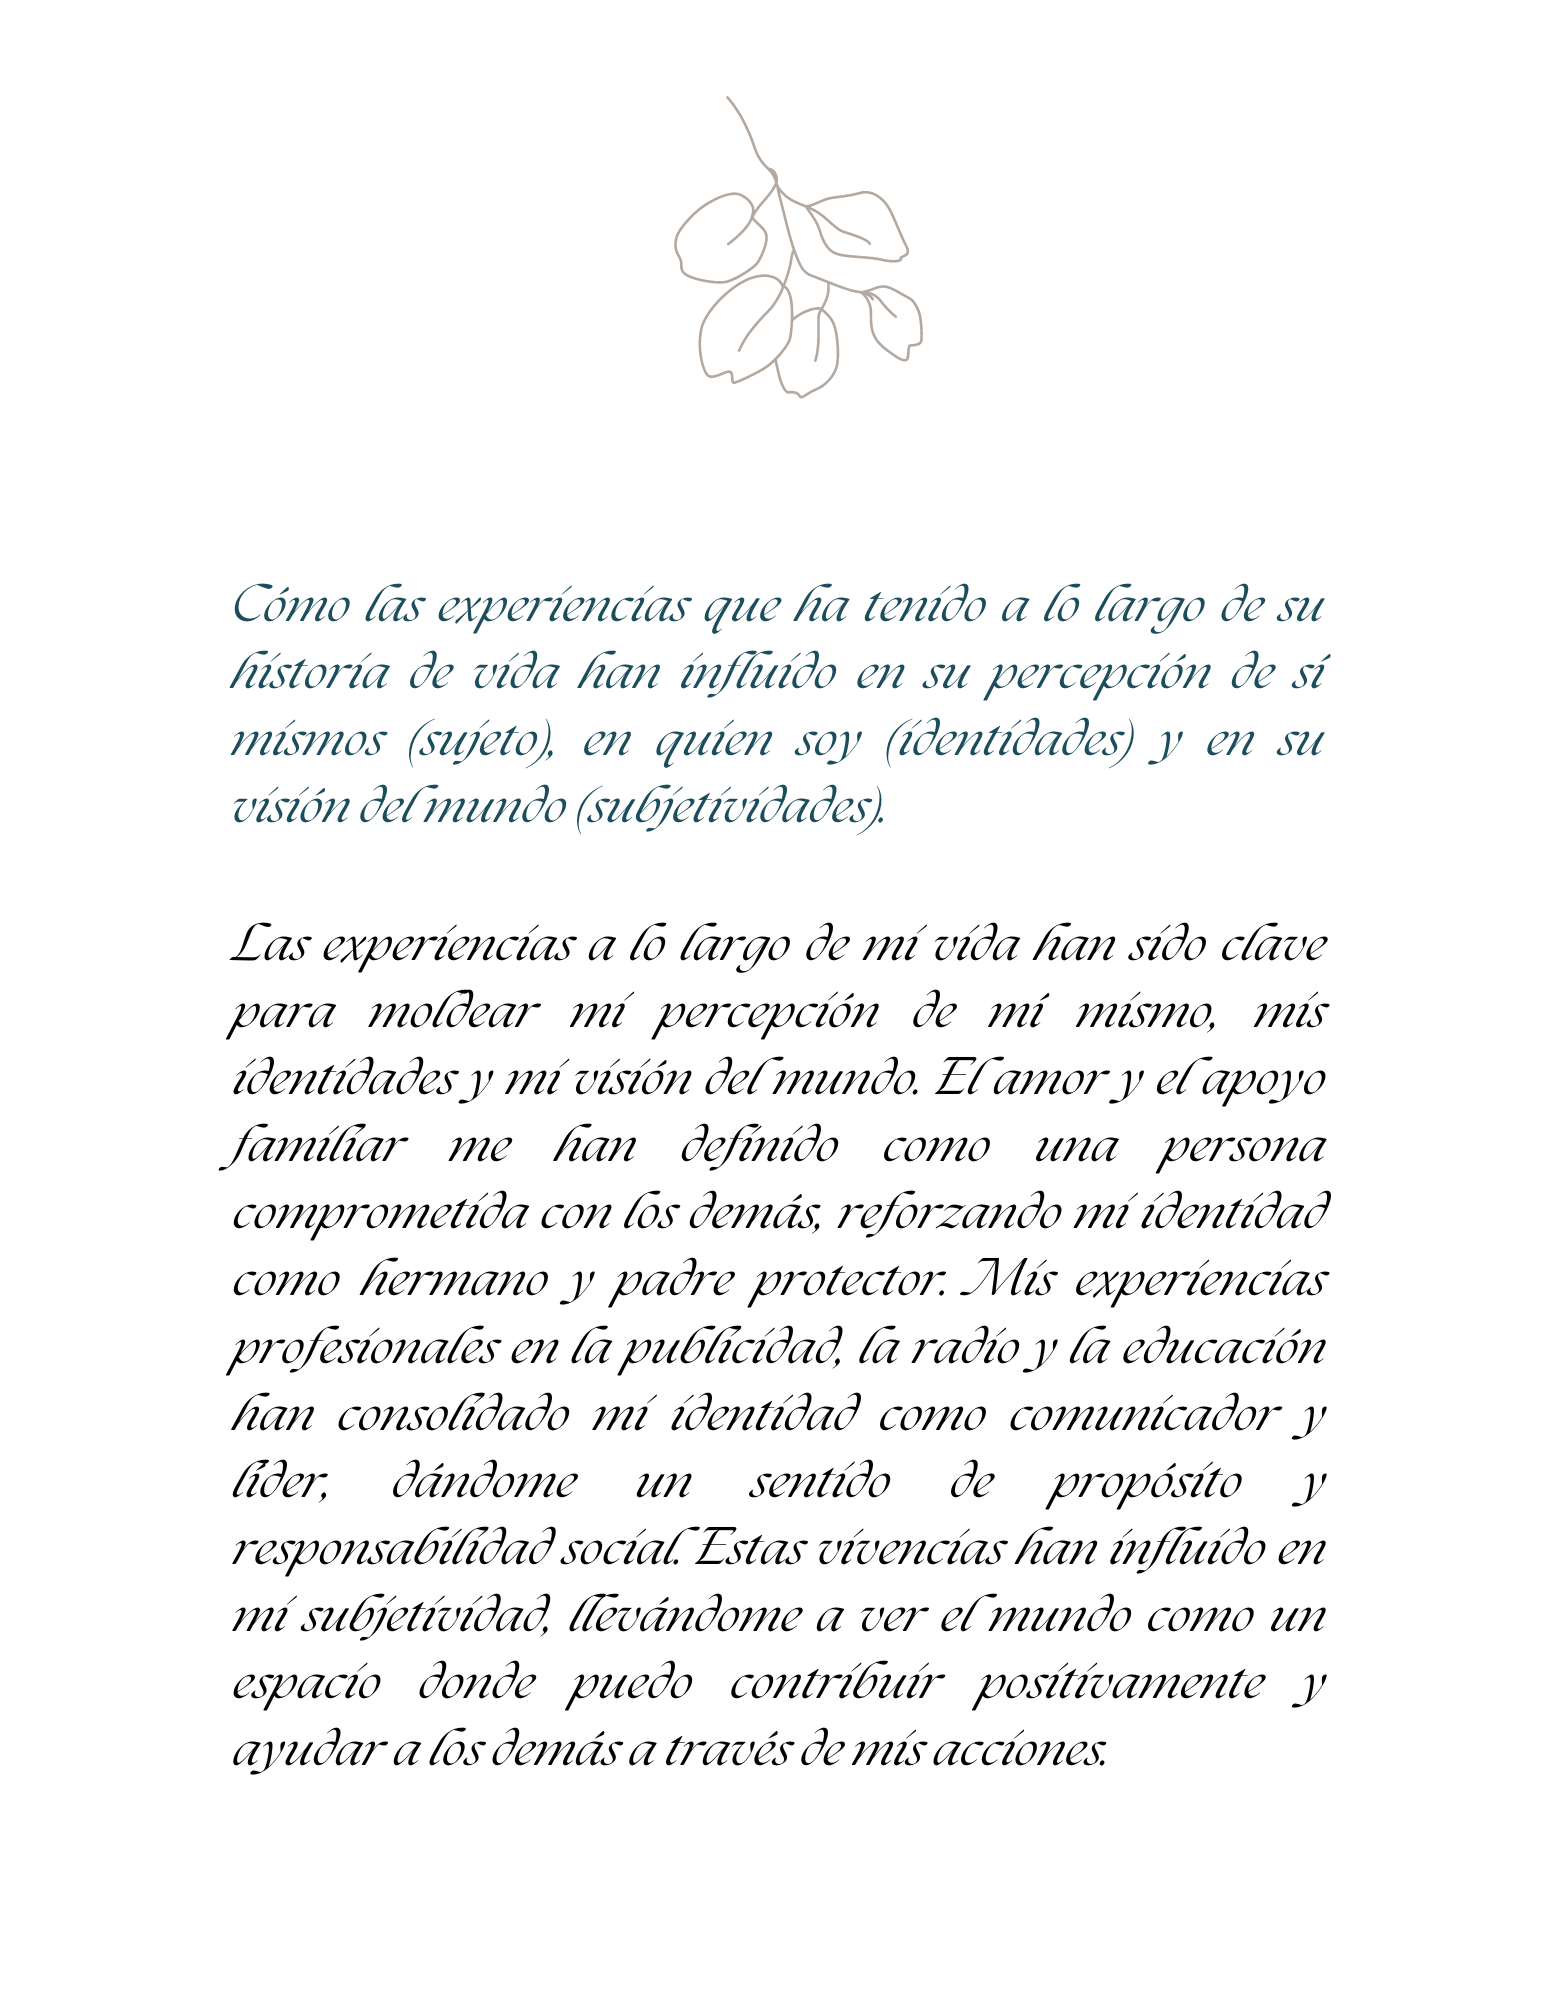 Cómo las experiencias que ha tenido a lo largo de su
historia de vida han influido en su percepción de sí
mismos (sujeto), en quien soy (identidades) y en su
visión del mundo (subjetividades).
Las experiencias a lo largo de mi vida han sido clave
para moldear mi percepción de mí mismo, mis
identidades y mi visión del mundo. El amor y el apoyo
familiar me han definido como una persona
comprometida con los demás, reforzando mi identidad
como hermano y padre protector. Mis experiencias
profesionales en la publicidad, la radio y la educación
han consolidado mi identidad como comunicador y
líder, dándome un sentido de propósito y
responsabilidad social. Estas vivencias han influido en
mi subjetividad, llevándome a ver el mundo como un
espacio donde puedo contribuir positivamente y
ayudar a los demás a través de mis acciones.